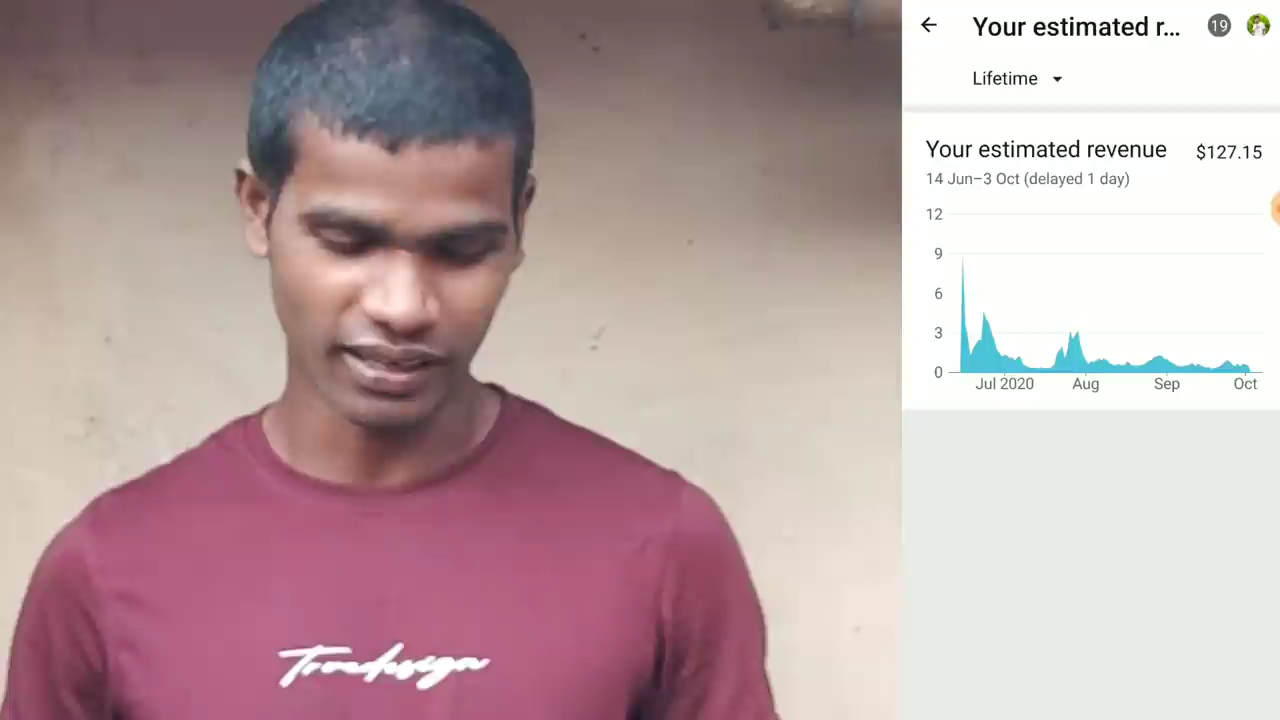 Your estimated r...
19
Lifetime
Your estimated revenue
$127.15
14 Jun–3 Oct (delayed 1 day)
12
9
6
3
0
Jul 2020
Aug
Sep
Oct